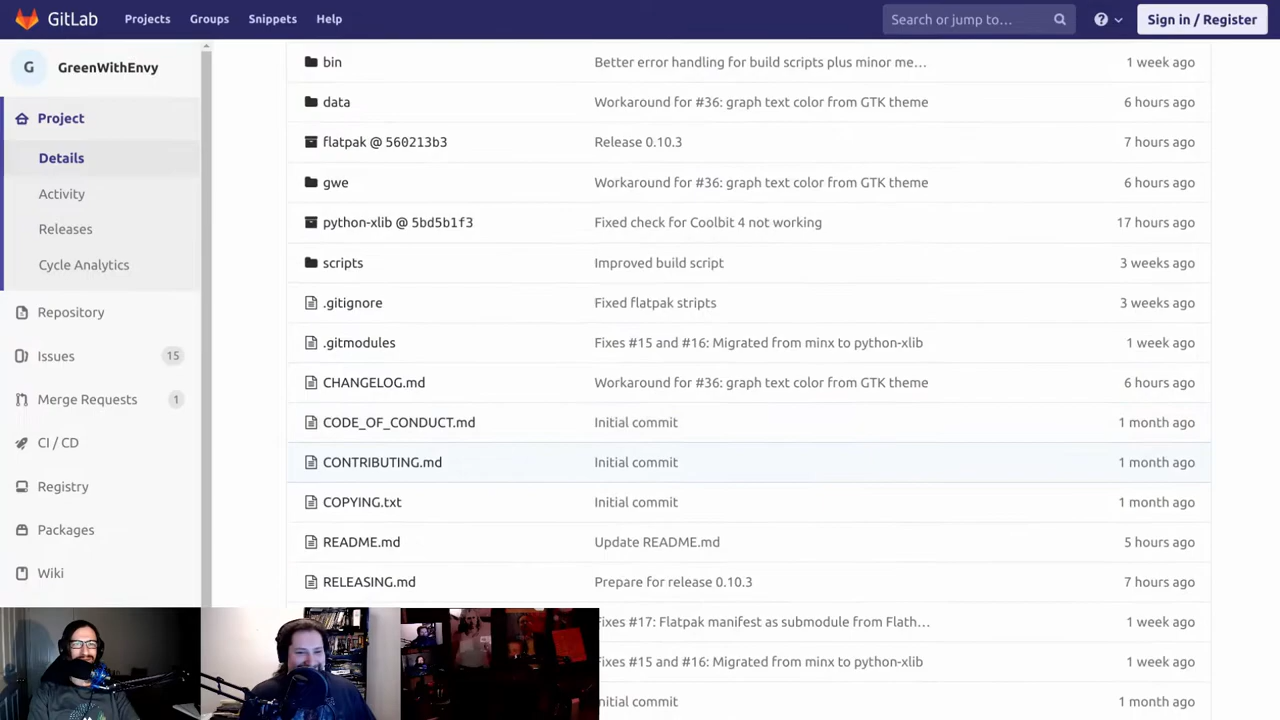 GitLab Projects Groups Snippets Help Search or jump to… Sign in / Register
G GreenWithEnvy
Project
Details
Activity
Releases
Cycle Analytics
Repository
Issues 15
Merge Requests 1
CI / CD
Registry
Packages
Wiki
bin Better error handling for build scripts plus minor me… 1 week ago
data Workaround for #36: graph text color from GTK theme 6 hours ago
flatpak @ 560213b3 Release 0.10.3 7 hours ago
gwe Workaround for #36: graph text color from GTK theme 6 hours ago
python-xlib @ 5bd5b1f3 Fixed check for Coolbit 4 not working 17 hours ago
scripts Improved build script 3 weeks ago
.gitignore Fixed flatpak stripts 3 weeks ago
.gitmodules Fixes #15 and #16: Migrated from minx to python-xlib 1 week ago
CHANGELOG.md Workaround for #36: graph text color from GTK theme 6 hours ago
CODE_OF_CONDUCT.md Initial commit 1 month ago
CONTRIBUTING.md Initial commit 1 month ago
COPYING.txt Initial commit 1 month ago
README.md Update README.md 5 hours ago
RELEASING.md Prepare for release 0.10.3 7 hours ago
ixes #17: Flatpak manifest as submodule from Flath… 1 week ago
ixes #15 and #16: Migrated from minx to python-xlib 1 week ago
nitial commit 1 month ago